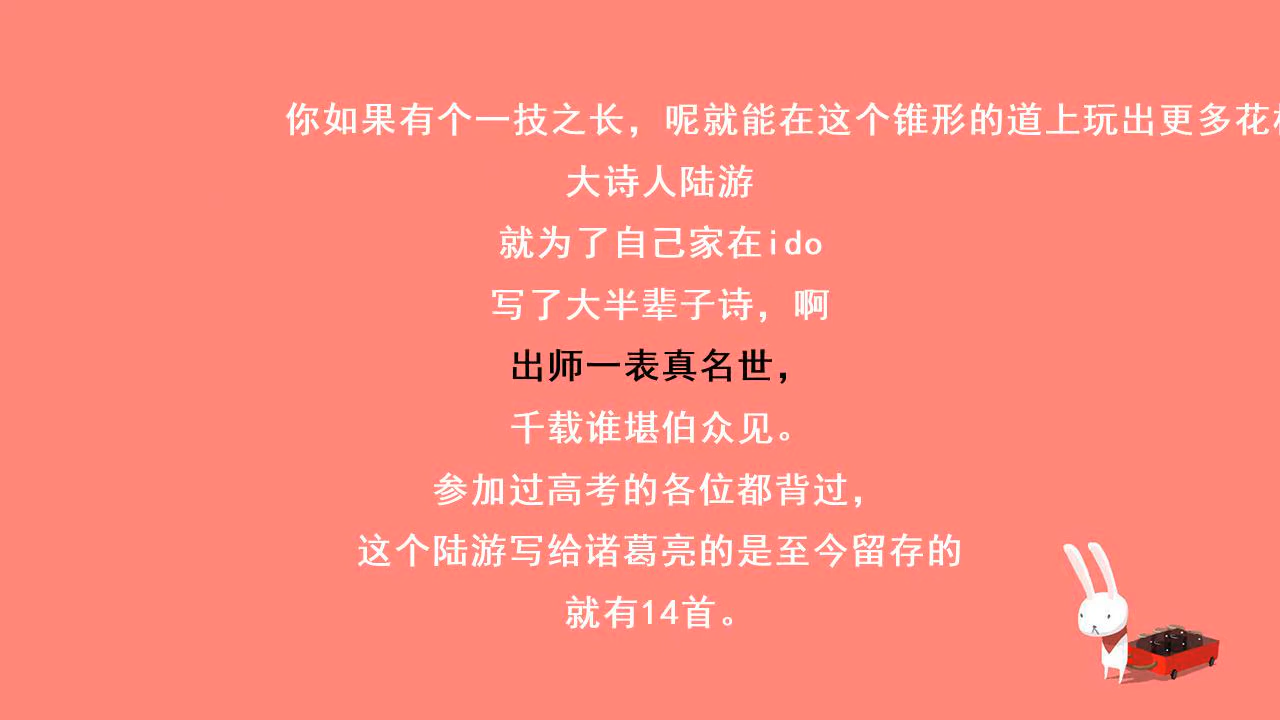 你如果有个一技之长，呢就能在这个锥形的道上玩出更多花
大诗人陆游
就为了自己家在ido
写了大半辈子诗，啊
出师一表真名世，
千载谁堪伯众见。
参加过高考的各位都背过，
这个陆游写给诸葛亮的是至今留存的
就有14首。